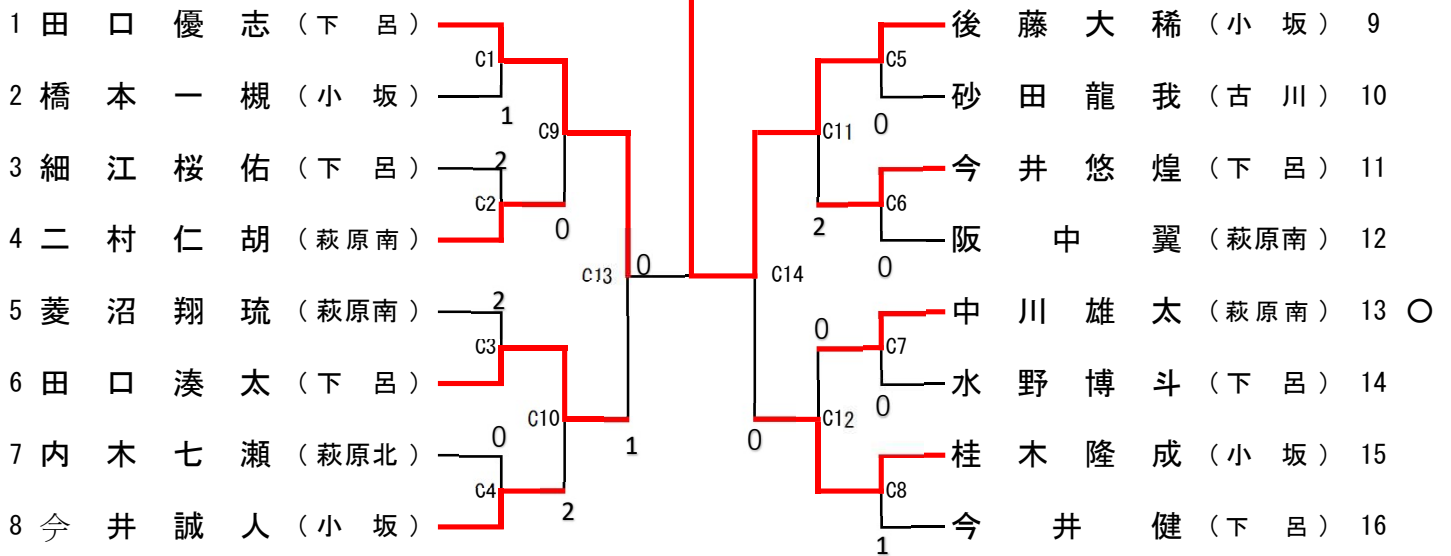 1 田口優志（下呂）
C1
2 橋本一槻（小坂）
1
C9
3 細江桜佑（下呂）
2
C2
4 二村仁胡（萩原南）
0
C13
0
5 菱沼翔琉（萩原南）
2
C3
6 田口湊太（下呂）
C10
7 内木七瀬（萩原北）
0
1
C4
8 今井誠人（小坂）
2
後藤大稀（小坂） 9
C5
砂田龍我（古川） 10
0
C11
今井悠煌（下呂） 11
C6
2
阪中翼（萩原南） 12
0
C14
中川雄太（萩原南） 13 ○
0
C7
水野博斗（下呂） 14
0
C12
0
桂木隆成（小坂） 15
C8
今井健（下呂） 16
1